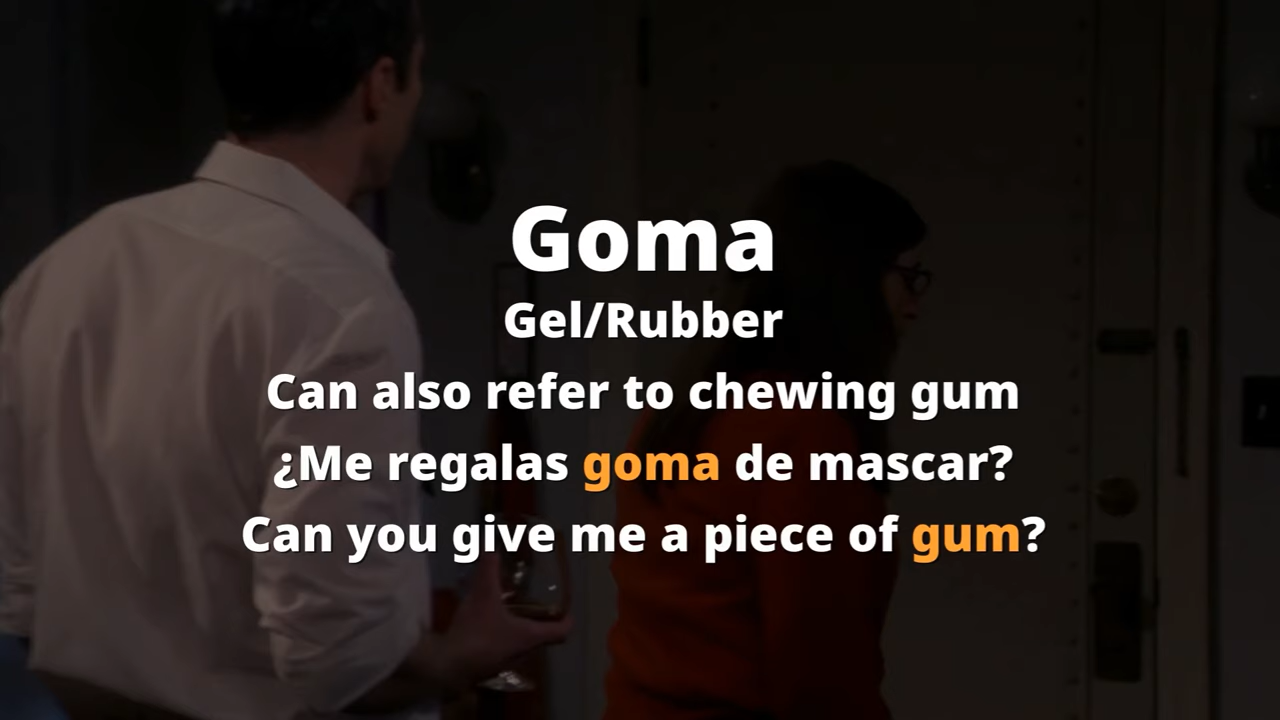 Goma
Gel/Rubber
Can also refer to chewing gum
¿Me regalas goma de mascar?
Can you give me a piece of gum?